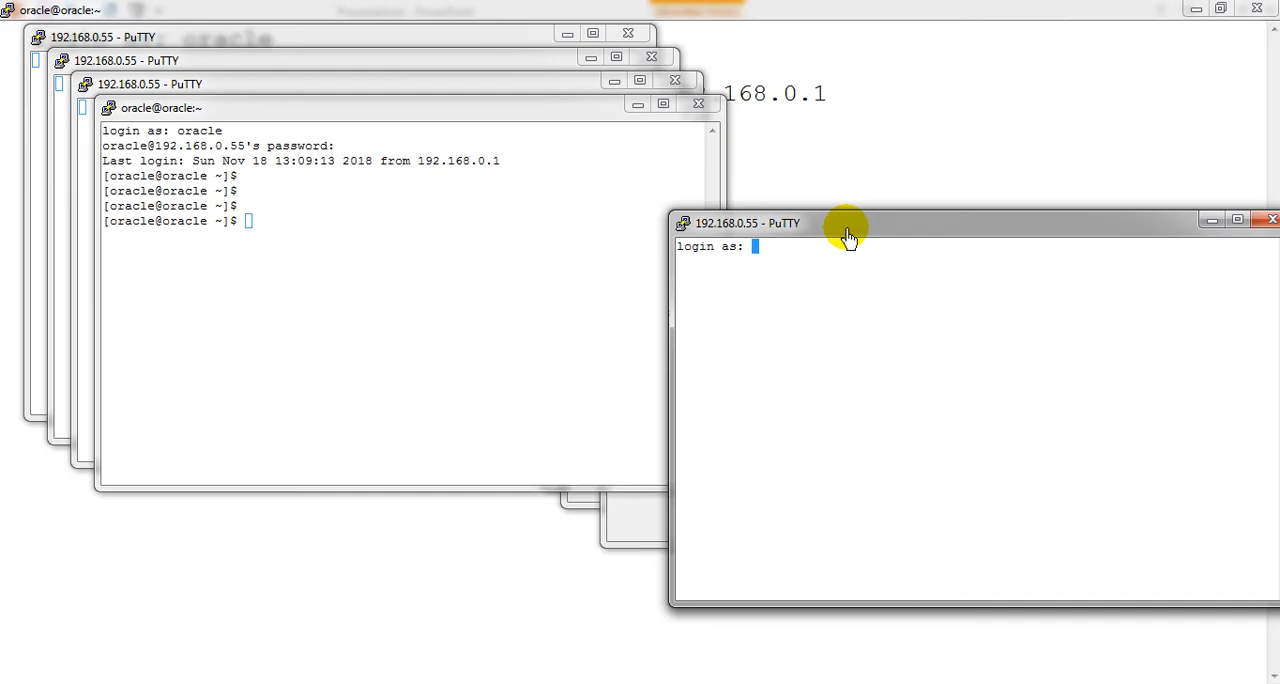 oracle@oracle:~
Presentation1 - PowerPoint
192.168.0.55 - PuTTY
oracle
192.168.0.55 - PuTTY
192.168.0.55 - PuTTY
168.0.1
oracle@oracle:~
login as: oracle
oracle@192.168.0.55's password:
Last login: Sun Nov 18 13:09:13 2018 from 192.168.0.1
[oracle@oracle ~]$
[oracle@oracle ~]$
[oracle@oracle ~]$
[oracle@oracle ~]$
192.168.0.55 - PuTTY
login as: